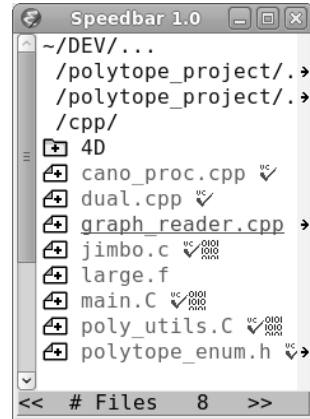 Speedbar 1.0
~/DEV/...
/polytope_project/.
/polytope_project/.
/cpp/
4D
cano_proc.cpp
dual.cpp
graph_reader.cpp
jimbo.c
large.f
main.C
poly_utils.C
polytope_enum.h
<< # Files 8 >>